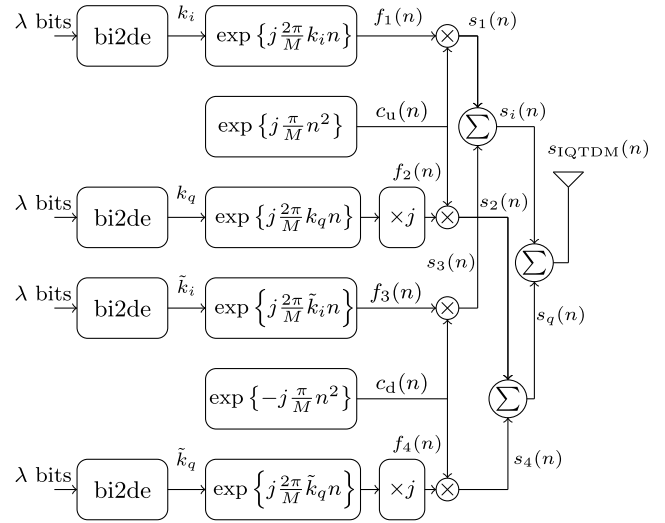 λ bits bi2de k_i exp{j 2π/M k_i n} f_1(n) × s_1(n)
exp{j π/M n^2} c_u(n) ∑ s_i(n)
s_IQTDM(n)
λ bits bi2de k_q exp{j 2π/M k_q n} ×j f_2(n) × s_2(n)
s_3(n) ∑
λ bits bi2de k̃_i exp{j 2π/M k̃_i n} f_3(n) ×
s_q(n)
exp{-j π/M n^2} c_d(n) ∑
λ bits bi2de k̃_q exp{j 2π/M k̃_q n} ×j f_4(n) × s_4(n)